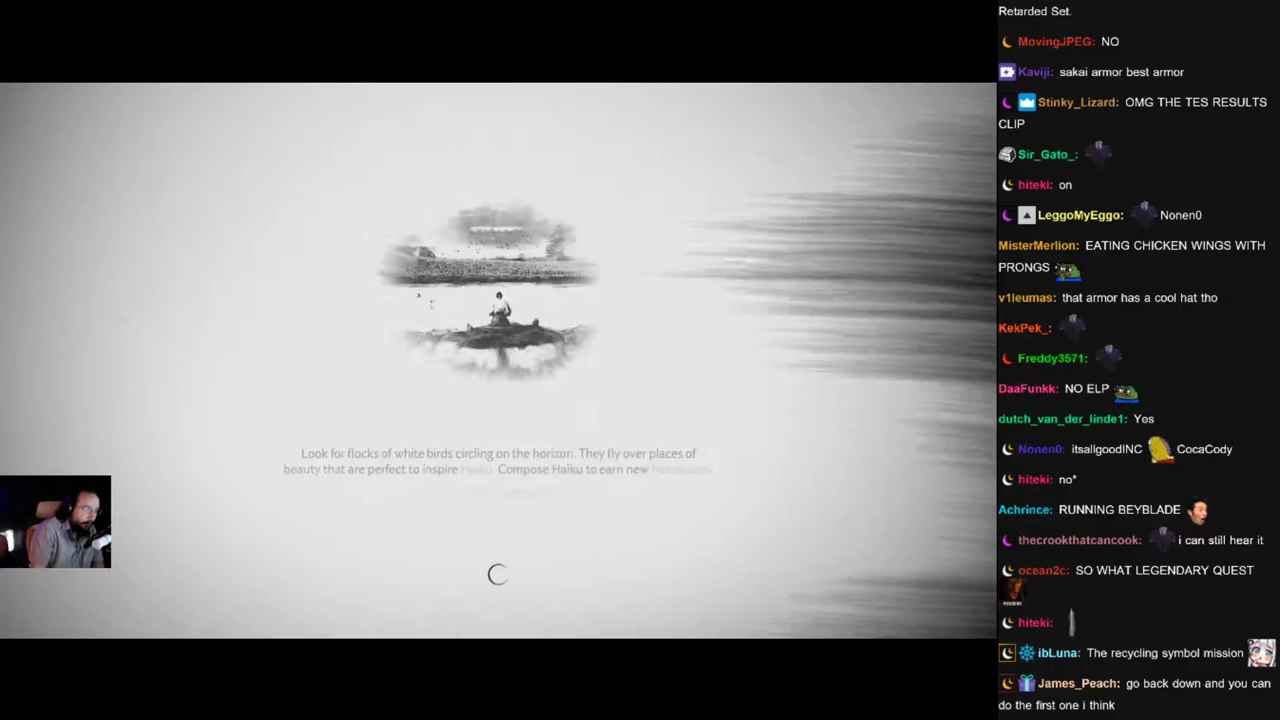 Look for flocks of white birds circling on the horizon. They fly over places of
beauty that are perfect to inspire Haiku. Compose Haiku to earn new headbands.
Retarded Set.
MovingJPEG: NO
Kaviji: sakai armor best armor
Stinky_Lizard: OMG THE TES RESULTS
CLIP
Sir_Gato_:
hiteki: on
LeggoMyEggo: Nonen0
MisterMerlion: EATING CHICKEN WINGS WITH
PRONGS
v1leumas: that armor has a cool hat tho
KekPek_:
Freddy3571:
DaaFunkk: NO ELP
dutch_van_der_linde1: Yes
Nonen0: itsallgoodINC CocaCody
hiteki: no*
Achrince: RUNNING BEYBLADE
thecrookthatcancook: i can still hear it
ocean2c: SO WHAT LEGENDARY QUEST
hiteki:
ibLuna: The recycling symbol mission
James_Peach: go back down and you can
do the first one i think